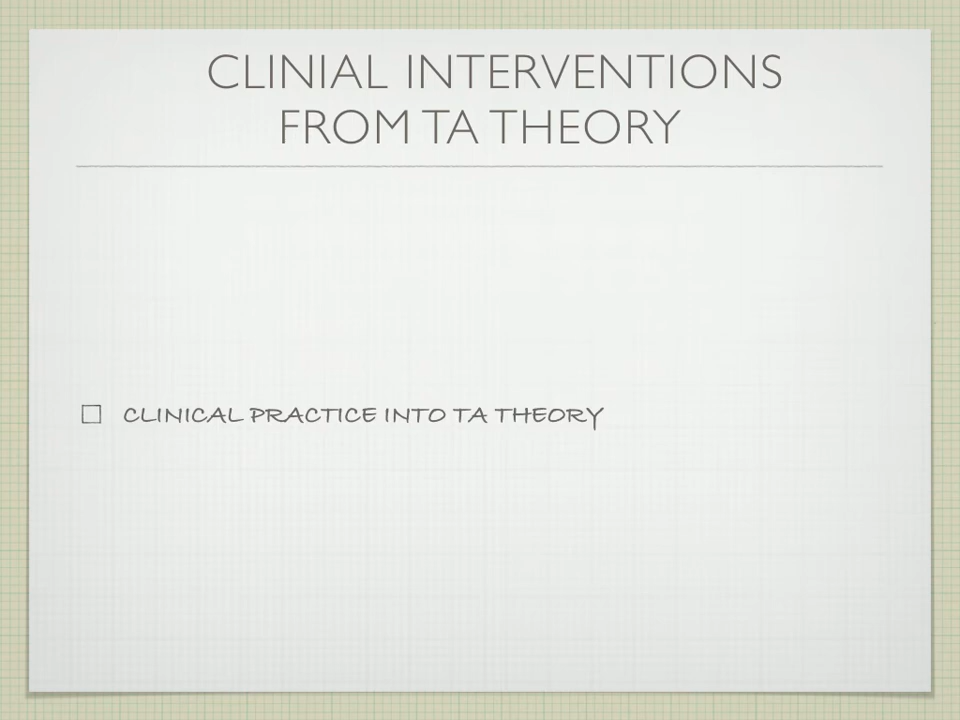 CLINIAL INTERVENTIONS
FROM TA THEORY
CLINICAL PRACTICE INTO TA THEORY